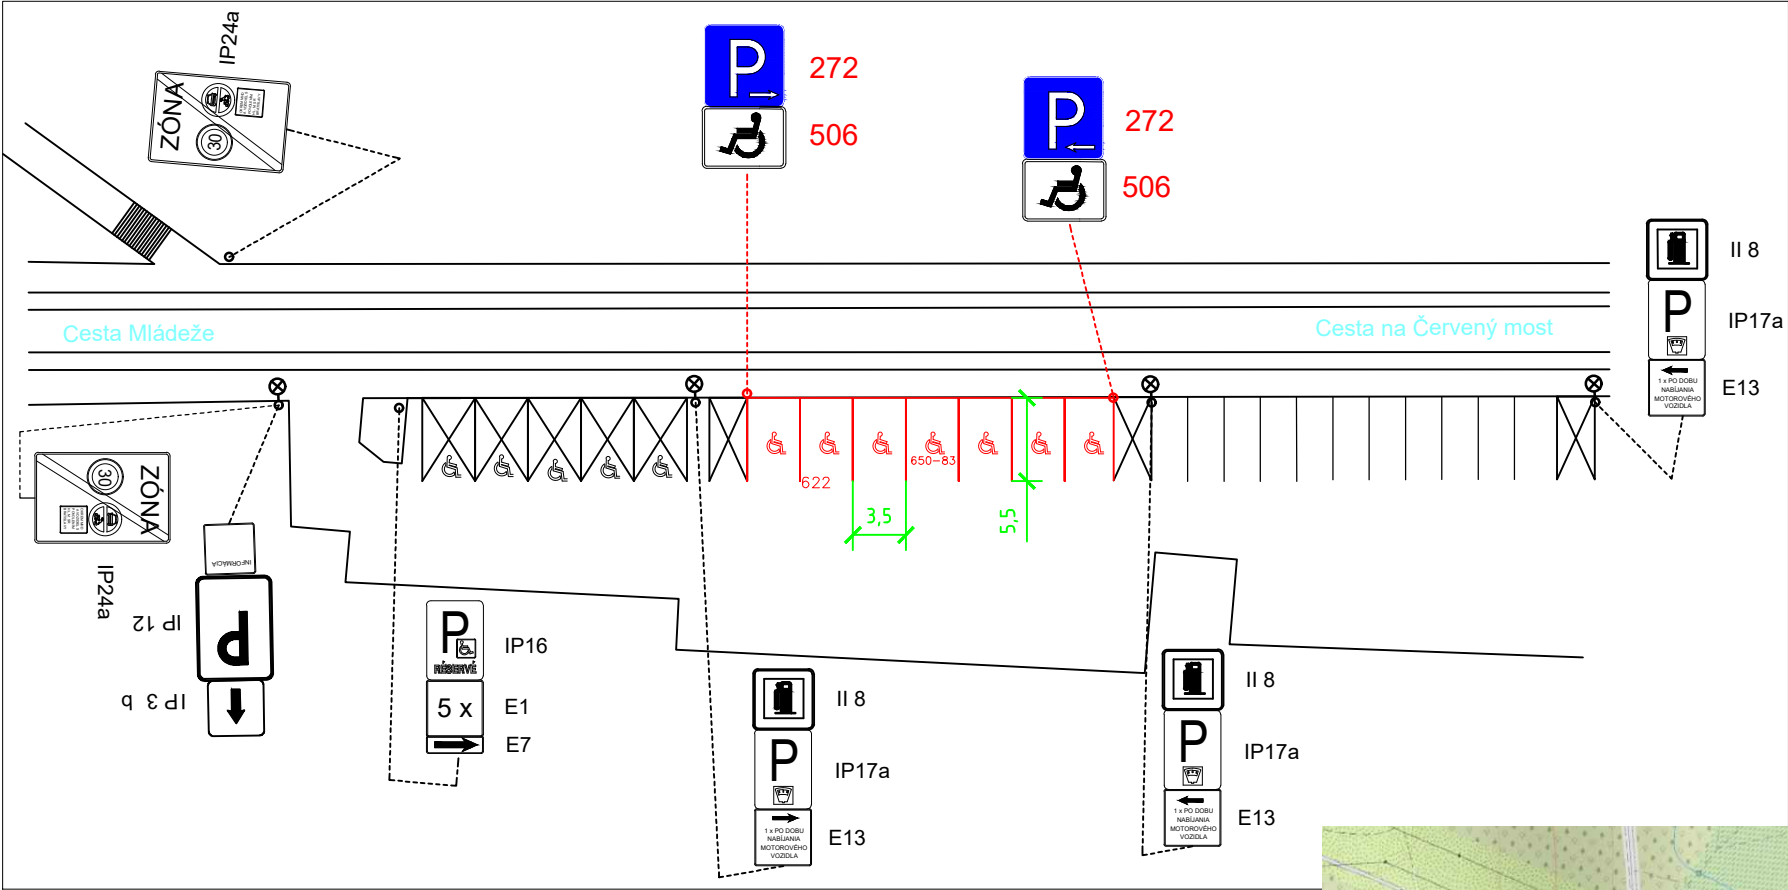 IP24a
ZÓNA
30
P
272
506
P
272
506
II 8
P
IP17a
1 x PO DOBU
NABÍJANIA
MOTOROVÉHO
VOZIDLA
E13
Cesta Mládeže
Cesta na Červený most
622
650-83
3,5
5,5
ZÓNA
30
IP24a
INFORMÁCIA
P
IP 12
IP 3 b
P
RÉSERVÉ
IP16
5 x
E1
E7
II 8
P
IP17a
1 x PO DOBU
NABÍJANIA
MOTOROVÉHO
VOZIDLA
E13
II 8
P
IP17a
1 x PO DOBU
NABÍJANIA
MOTOROVÉHO
VOZIDLA
E13